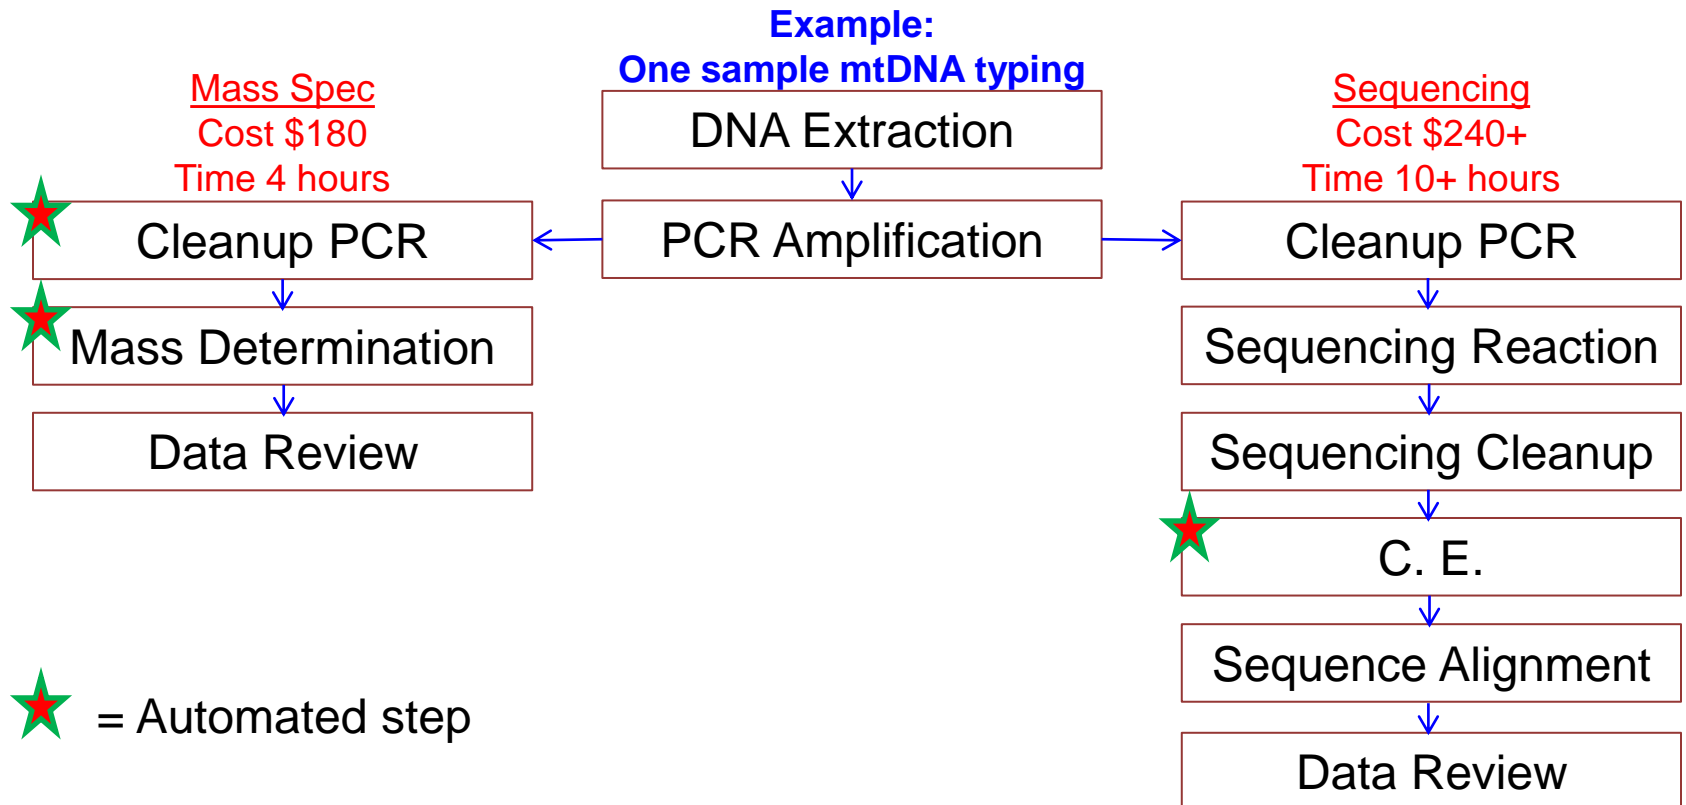 Example:
One sample mtDNA typing
Mass Spec
Cost $180
Time 4 hours
Sequencing
Cost $240+
Time 10+ hours
DNA Extraction
PCR Amplification
Cleanup PCR
Mass Determination
Data Review
Cleanup PCR
Sequencing Reaction
Sequencing Cleanup
C. E.
Sequence Alignment
Data Review
= Automated step